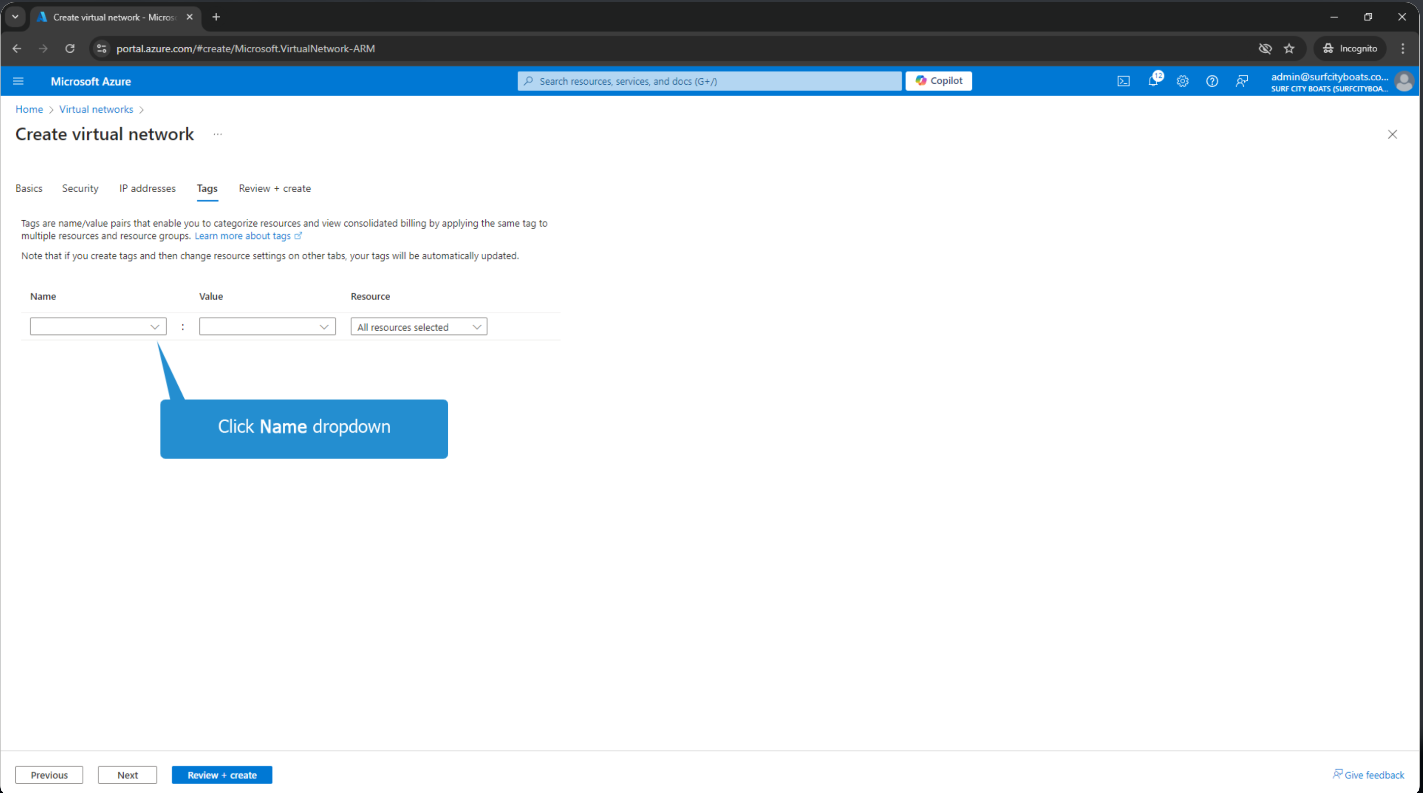 Create virtual network - Micros
portal.azure.com/#create/Microsoft.VirtualNetwork-ARM
Incognito
Microsoft Azure
Search resources, services, and docs (G+/)
Copilot
12
admin@surfcityboats.co...
SURF CITY BOATS (SURFCITYBOA...
Home > Virtual networks >
Create virtual network ...
Basics Security IP addresses Tags Review + create
Tags are name/value pairs that enable you to categorize resources and view consolidated billing by applying the same tag to
multiple resources and resource groups. Learn more about tags
Note that if you create tags and then change resource settings on other tabs, your tags will be automatically updated.
Name Value Resource
: All resources selected
Click Name dropdown
Previous Next Review + create Give feedback